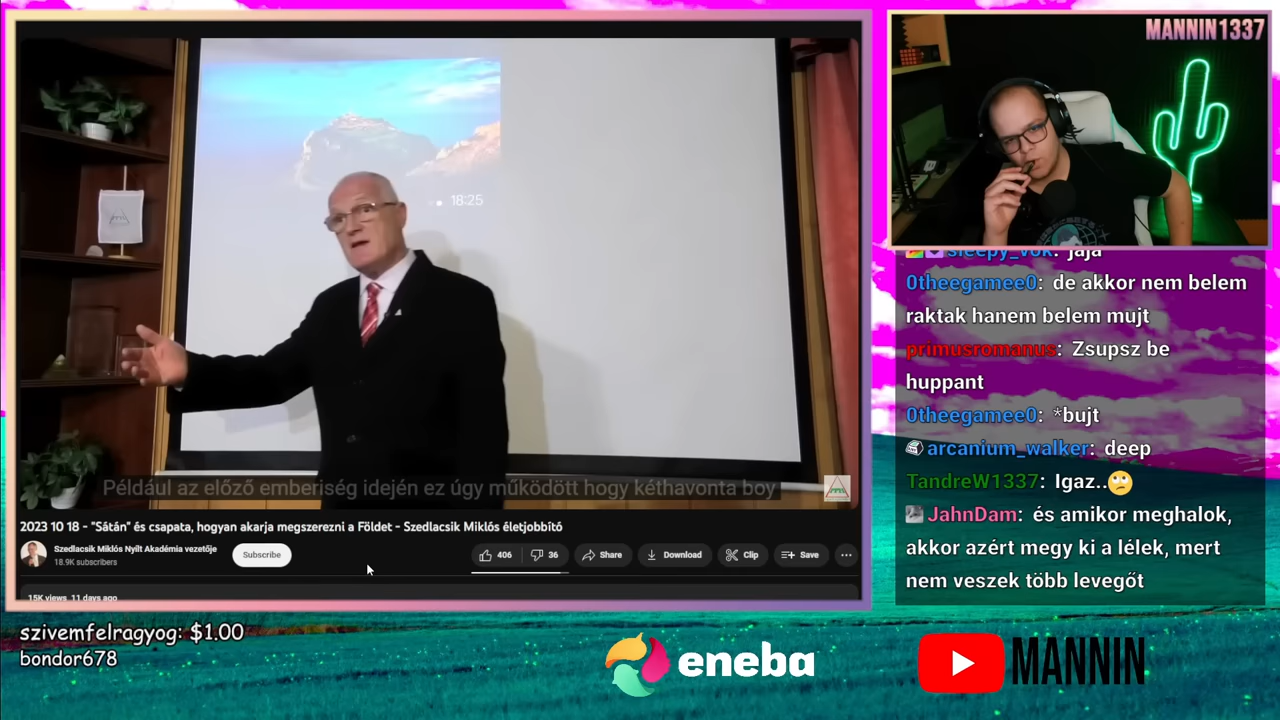 18:25
Például az előző emberiség idején ez úgy működött hogy kéthavonta boy
2023 10 18 - "Sátán" és csapata, hogyan akarja megszerezni a Földet - Szedlacsik Miklós életjobbító
Szedlacsik Miklós Nyílt Akadémia vezetője
18.9K subscribers
Subscribe
406
36
Share
Download
Clip
Save
15K views 11 days ago
MANNIN1337
sleepy_vok: jaja
0theegamee0: de akkor nem belem
raktak hanem belem mujt
primusromanus: Zsupsz be
huppant
0theegamee0: *bujt
arcanium_walker: deep
TandreW1337: Igaz..
JahnDam: és amikor meghalok,
akkor azért megy ki a lélek, mert
nem veszek több levegőt
szivemfelragyog: $1.00
bondor678
eneba
MANNIN